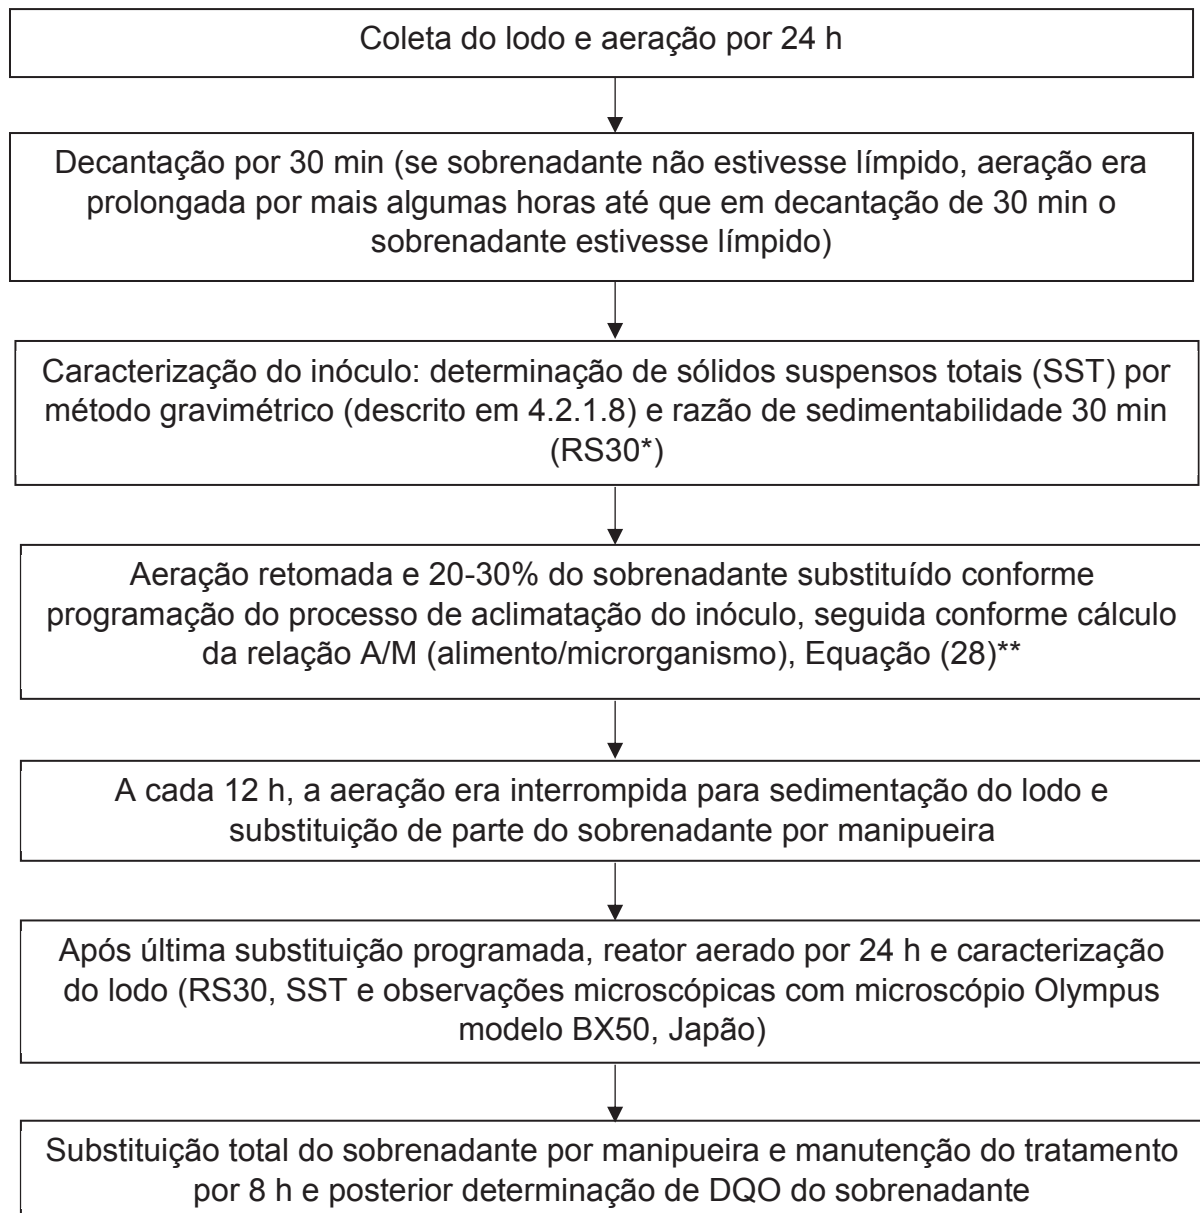 Coleta do lodo e aeração por 24 h
Decantação por 30 min (se sobrenadante não estivesse límpido, aeração era
prolongada por mais algumas horas até que em decantação de 30 min o
sobrenadante estivesse límpido)
Caracterização do inóculo: determinação de sólidos suspensos totais (SST) por
método gravimétrico (descrito em 4.2.1.8) e razão de sedimentabilidade 30 min
(RS30*)
Aeração retomada e 20-30% do sobrenadante substituído conforme
programação do processo de aclimatação do inóculo, seguida conforme cálculo
da relação A/M (alimento/microrganismo), Equação (28)**
A cada 12 h, a aeração era interrompida para sedimentação do lodo e
substituição de parte do sobrenadante por manipueira
Após última substituição programada, reator aerado por 24 h e caracterização
do lodo (RS30, SST e observações microscópicas com microscópio Olympus
modelo BX50, Japão)
Substituição total do sobrenadante por manipueira e manutenção do tratamento
por 8 h e posterior determinação de DQO do sobrenadante